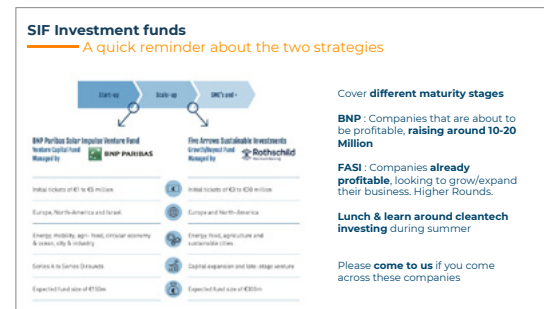 SIF Investment funds
A quick reminder about the two strategies
Start-up
Scale-up
SME's and +
BNP Paribas Solar Impulse Venture Fund
Venture Capital Fund
Managed by
BNP PARIBAS
Five Arrows Sustainable Investments
Growth/Buyout Fund
Managed by
Rothschild
Initial tickets of €1 to €5 million
Initial tickets of to million
Europe, North-America and Israel
Europe and North-America
Energy, mobility, agri- food, circular economy
& ocean, city & industry
Energy, food, agriculture and
sustainable cities
Series A to Series D rounds
Capital expansion and late-stage venture
Expected fund size of €150m
Expected fund size of €300m
Cover different maturity stages
BNP : Companies that are about to
be profitable, raising around 10-20
Million
FASI : Companies already
profitable, looking to grow/expand
their business. Higher Rounds.
Lunch & learn around cleantech
investing during summer
Please come to us if you come
across these companies